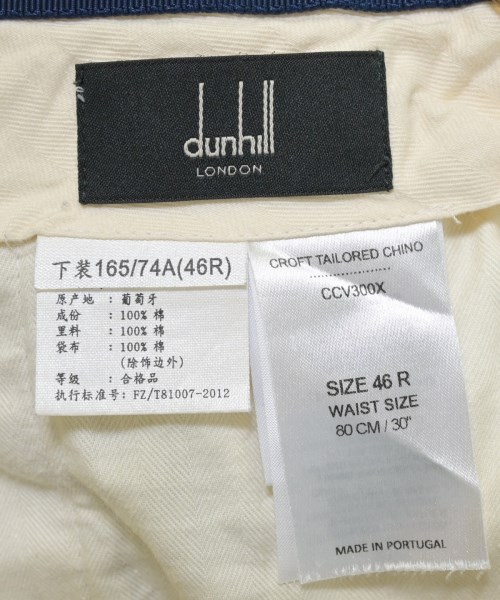 dunhill
LONDON
下装165/74A(46R)
原产地 : 葡萄牙
成份 : 100% 棉
里料 : 100% 棉
袋布 : 100% 棉
(除饰边外)
等级 : 合格品
执行标准号: FZ/T81007-2012
CROFT TAILORED CHINO
CCV300X
SIZE 46 R
WAIST SIZE
80 CM / 30"
MADE IN PORTUGAL